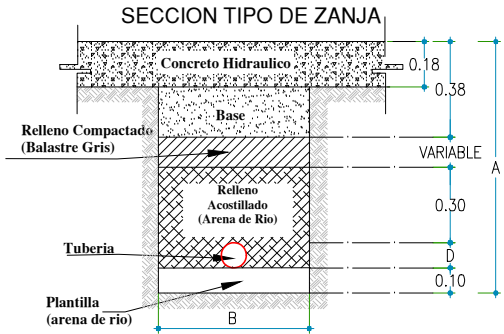 SECCION TIPO DE ZANJA
Concreto Hidraulico
0.18
0.38
Base
Relleno Compactado
(Balastre Gris)
VARIABLE
A
Relleno
Acostillado
(Arena de Rio)
0.30
Tuberia
D
0.10
Plantilla
(arena de rio)
B